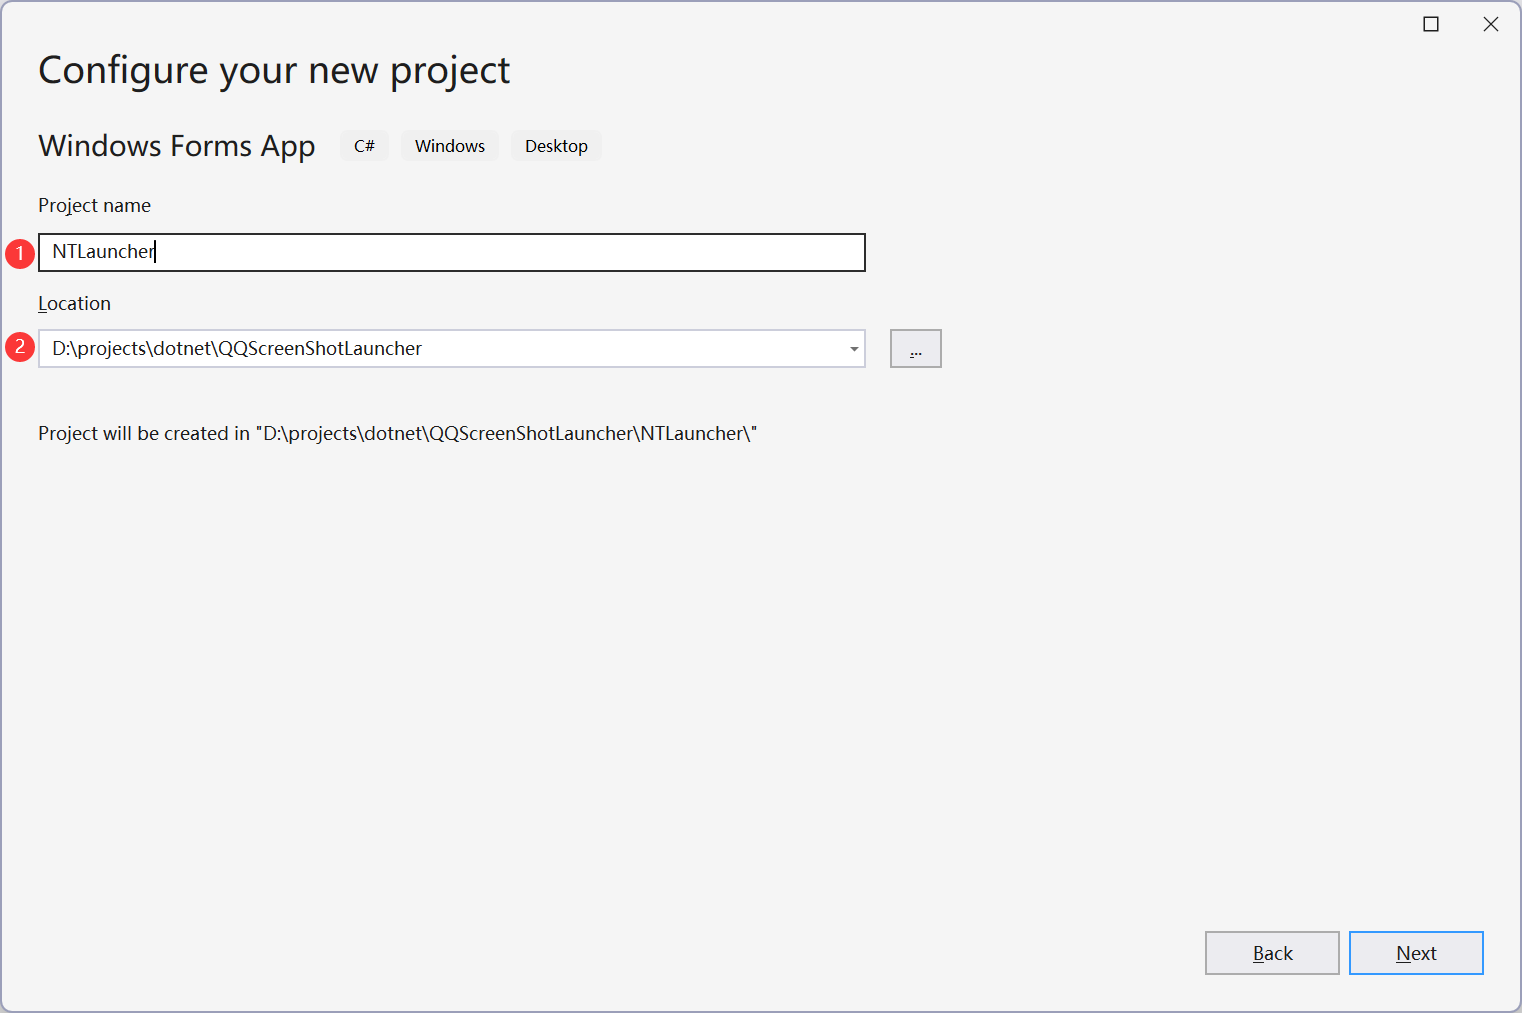 Configure your new project
Windows Forms App C# Windows Desktop
Project name
1 NTLauncher
Location
2 D:\projects\dotnet\QQScreenShotLauncher ...
Project will be created in "D:\projects\dotnet\QQScreenShotLauncher\NTLauncher\"
Back Next